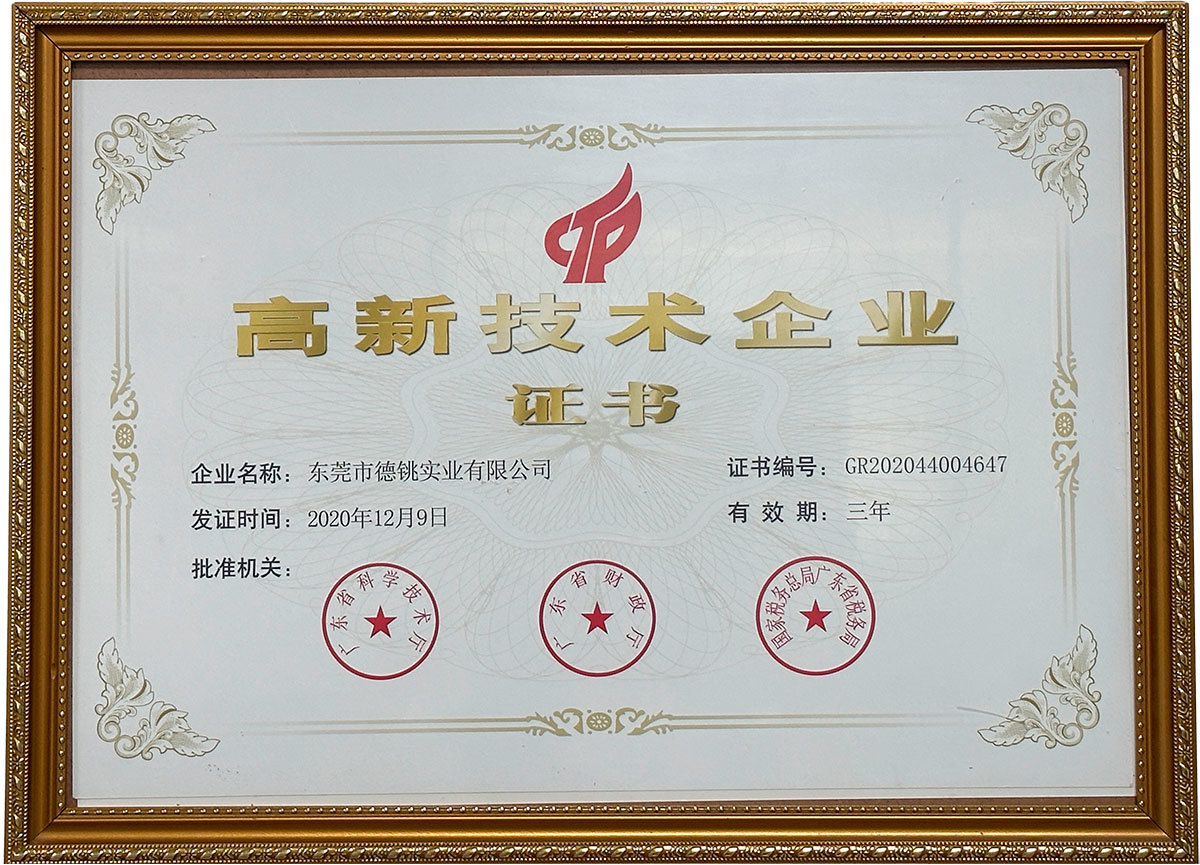 高新技术企业
证书
企业名称：东莞市德铫实业有限公司
证书编号：GR202044004647
发证时间：2020年12月9日
有 效 期：三年
批准机关：
广东省科学技术厅
广东省财政厅
国家税务总局广东省税务局